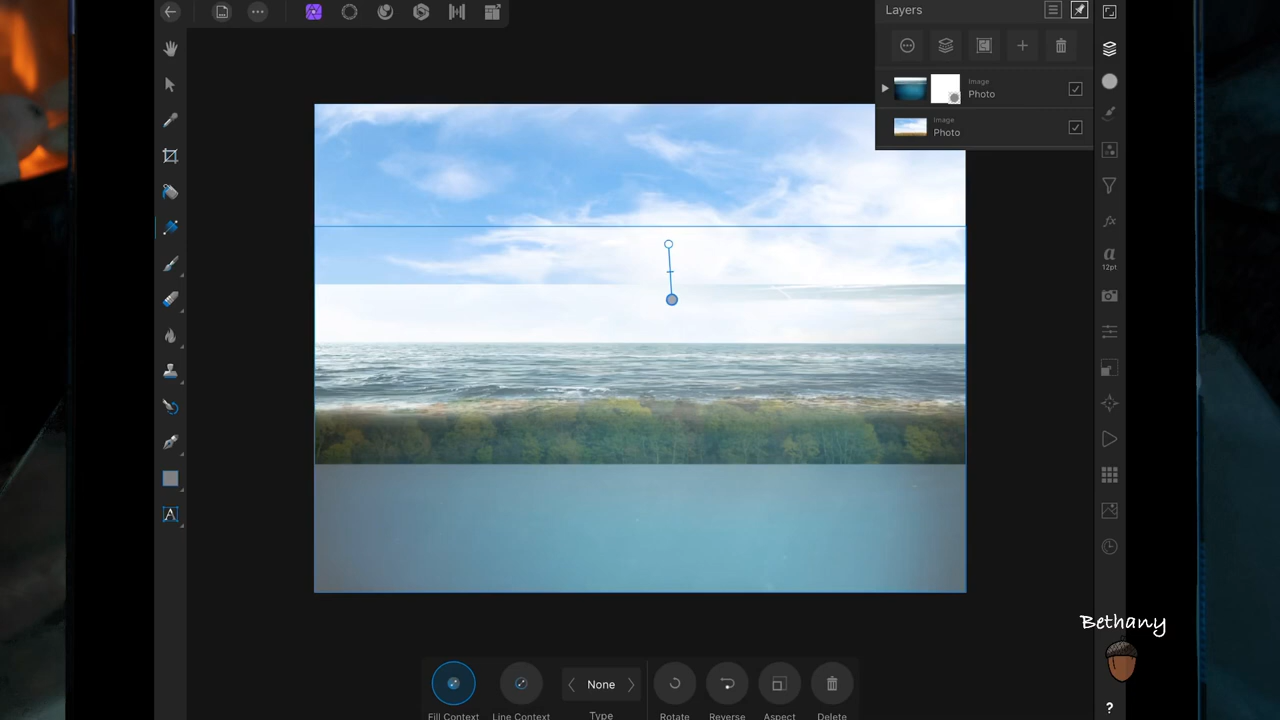 Layers
Image
Photo
Image
Photo
a
12pt
A
Bethany
None
Fill Context
Line Context
Type
Rotate
Reverse
Aspect
Delete
?